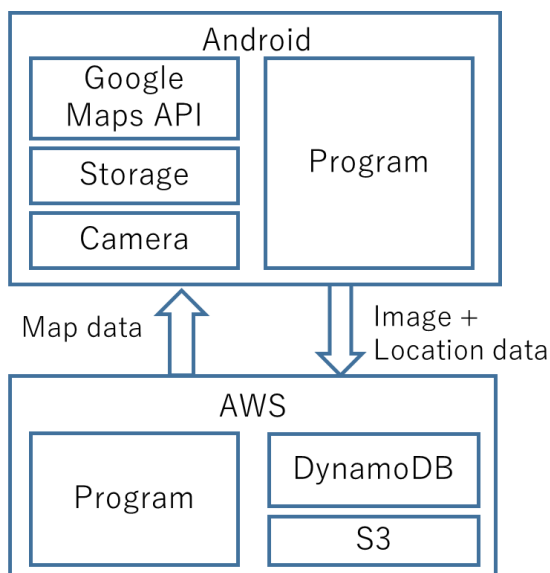 Android
Google
Maps API
Storage
Camera
Program
Map data
Image +
Location data
AWS
Program
DynamoDB
S3